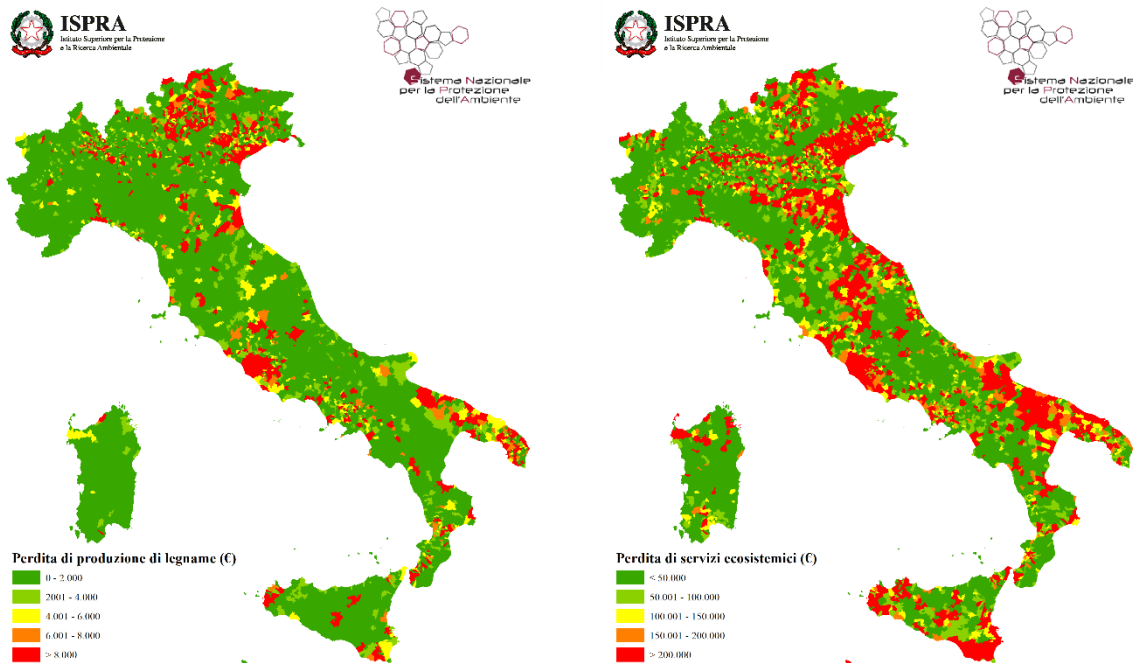 ISPRA
Istituto Superiore per la Protezione
e la Ricerca Ambientale
Sistema Nazionale
per la Protezione
dell'Ambiente
Perdita di produzione di legname (€)
0 - 2.000
2001 - 4.000
4.001 - 6.000
6.001 - 8.000
> 8.000
ISPRA
Istituto Superiore per la Protezione
e la Ricerca Ambientale
Sistema Nazionale
per la Protezione
dell'Ambiente
Perdita di servizi ecosistemici (€)
< 50.000
50.001 - 100.000
100.001 - 150.000
150.001 - 200.000
> 200.000